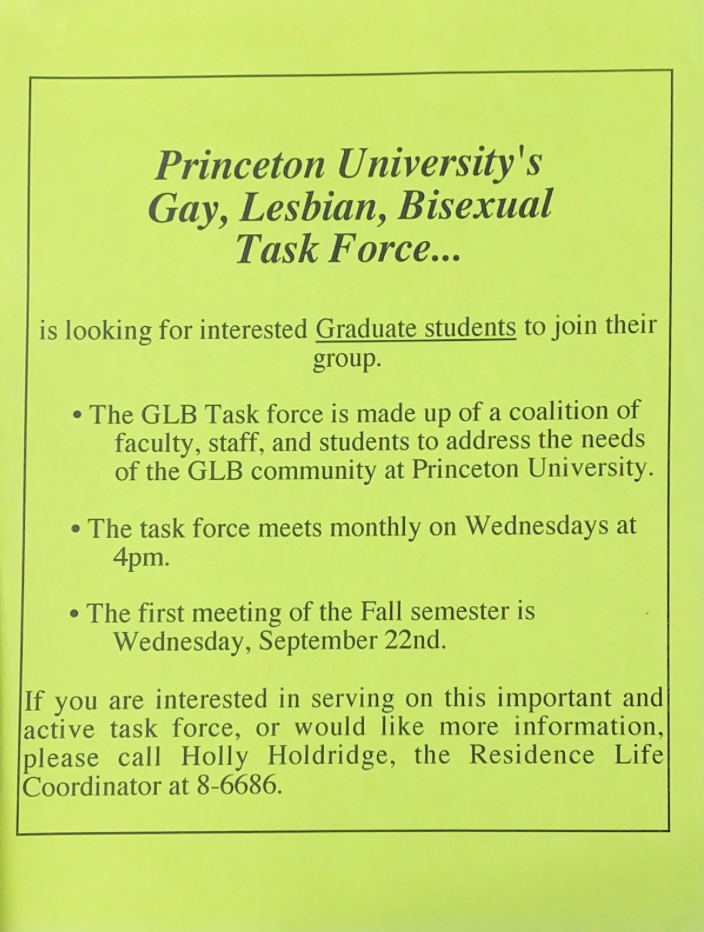 Princeton University's
Gay, Lesbian, Bisexual
Task Force...
is looking for interested Graduate students to join their
group.
• The GLB Task force is made up of a coalition of
faculty, staff, and students to address the needs
of the GLB community at Princeton University.
• The task force meets monthly on Wednesdays at
4pm.
• The first meeting of the Fall semester is
Wednesday, September 22nd.
If you are interested in serving on this important and
active task force, or would like more information,
please call Holly Holdridge, the Residence Life
Coordinator at 8-6686.